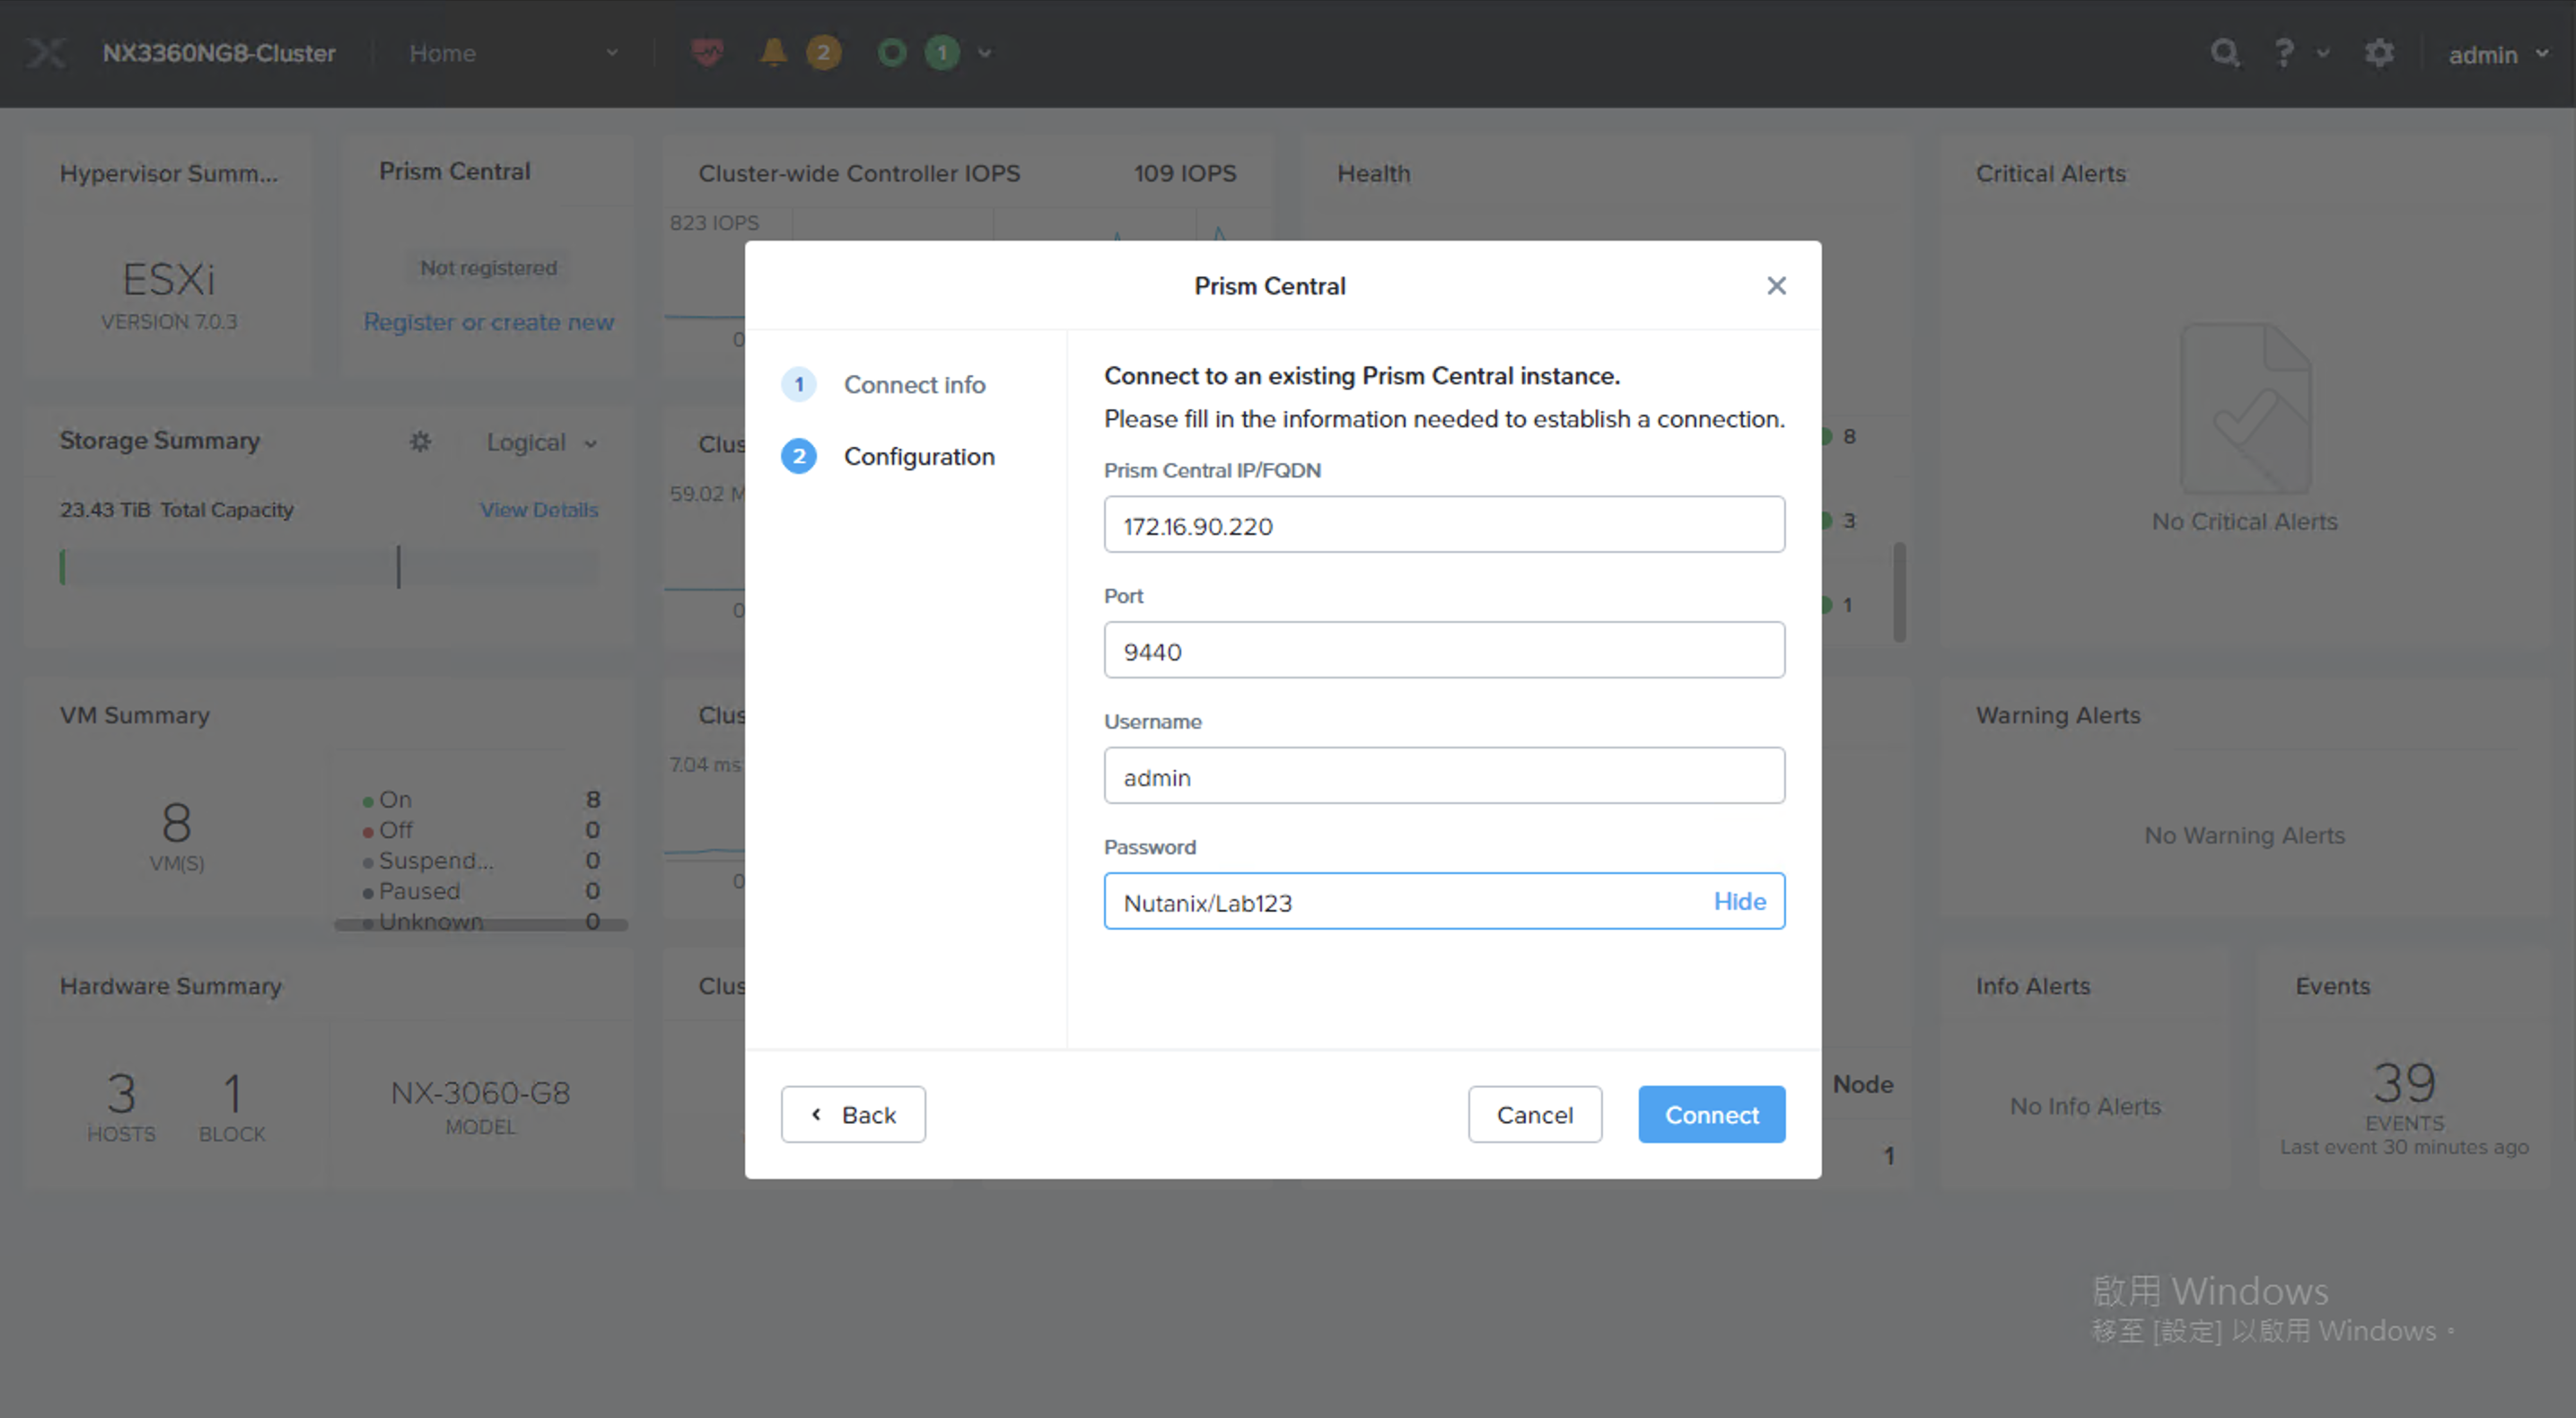 NX3360NG8-Cluster
Home
2
1
?
admin
Hypervisor Summ...
ESXi
VERSION 7.0.3
Prism Central
Not registered
Register or create new
Cluster-wide Controller IOPS 109 IOPS
823 IOPS
0
Health
Critical Alerts
No Critical Alerts
Storage Summary
Logical
23.43 TiB Total Capacity
View Details
Clus
59.02 M
0
8
3
1
Prism Central
1 Connect info
2 Configuration
Connect to an existing Prism Central instance.
Please fill in the information needed to establish a connection.
Prism Central IP/FQDN
172.16.90.220
Port
9440
Username
admin
Password
Nutanix/Lab123
Hide
Back
Cancel
Connect
VM Summary
8
VM(S)
On 8
Off 0
Suspend... 0
Paused 0
Unknown 0
Clus
7.04 ms
0
Warning Alerts
No Warning Alerts
Hardware Summary
3
HOSTS
1
BLOCK
NX-3060-G8
MODEL
Clus
Node
1
Info Alerts
No Info Alerts
Events
39
EVENTS
Last event 30 minutes ago
啟用 Windows
移至 [設定] 以啟用 Windows。